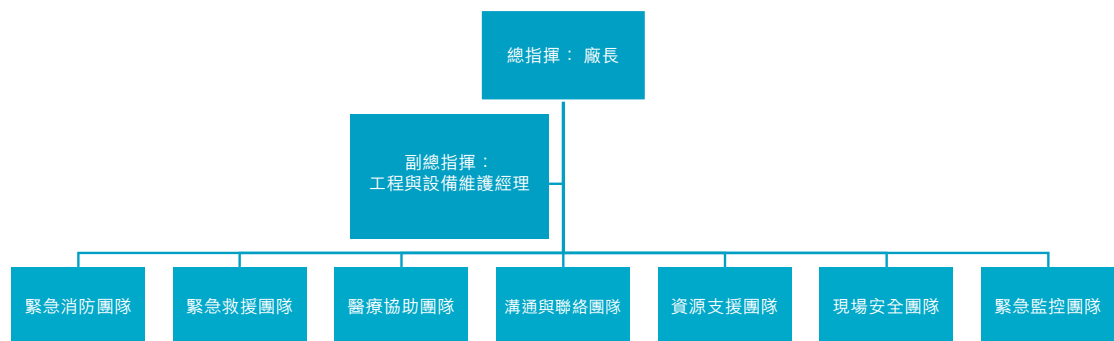 總指揮： 廠長
副總指揮：
工程與設備維護經理
緊急消防團隊
緊急救援團隊
醫療協助團隊
溝通與聯絡團隊
資源支援團隊
現場安全團隊
緊急監控團隊